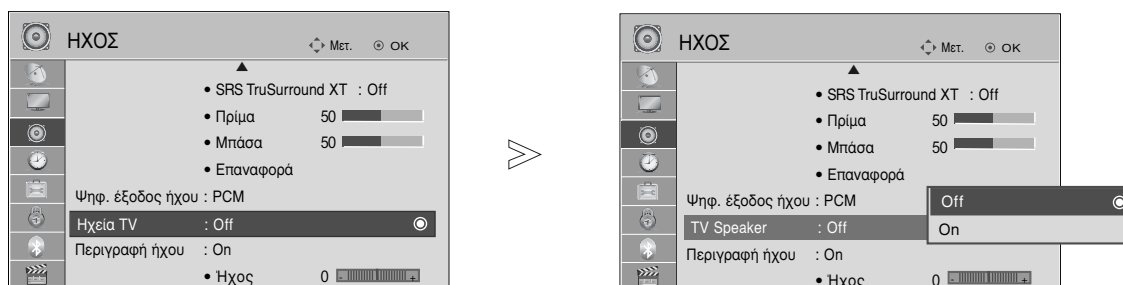 ΗΧΟΣ
Μετ. OK
• SRS TruSurround XT : Off
• Πρίμα 50
• Μπάσα 50
• Επαναφορά
Ψηφ. έξοδος ήχου : PCM
Ηχεία TV : Off
Περιγραφή ήχου : On
• Ήχος 0 - +
ΗΧΟΣ
Μετ. OK
• SRS TruSurround XT : Off
• Πρίμα 50
• Μπάσα 50
• Επαναφορά
Ψηφ. έξοδος ήχου : PCM
TV Speaker : Off
Περιγραφή ήχου : On
• Ήχος 0 - +
Off
On